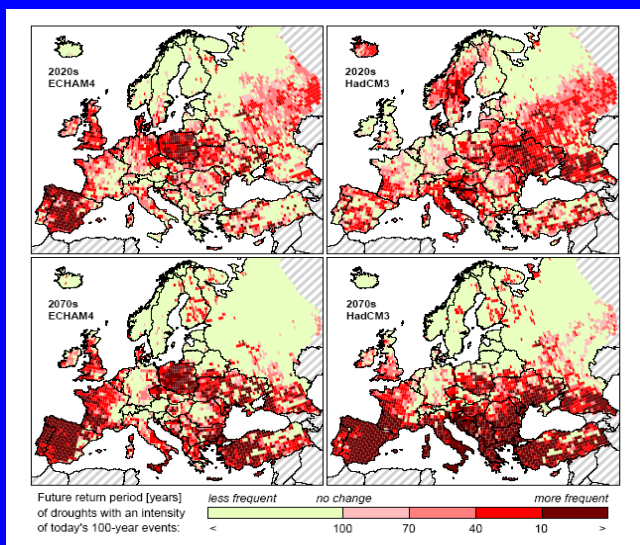 2020s
ECHAM4
2020s
HadCM3
2070s
ECHAM4
2070s
HadCM3
Future return period [years]
of droughts with an intensity
of today's 100-year events:
less frequent no change more frequent
< 100 70 40 10 >